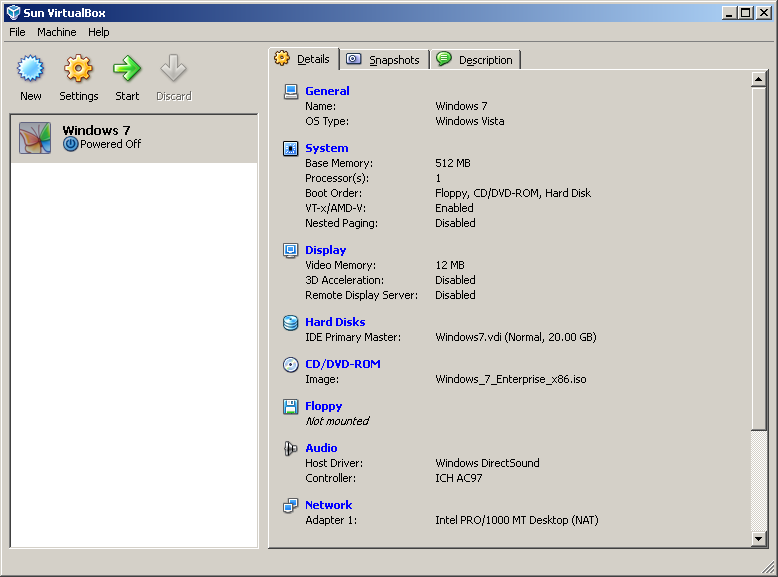 Sun VirtualBox
File Machine Help
New Settings Start Discard
Windows 7
Powered Off
Details Snapshots Description
General
Name: Windows 7
OS Type: Windows Vista
System
Base Memory: 512 MB
Processor(s): 1
Boot Order: Floppy, CD/DVD-ROM, Hard Disk
VT-x/AMD-V: Enabled
Nested Paging: Disabled
Display
Video Memory: 12 MB
3D Acceleration: Disabled
Remote Display Server: Disabled
Hard Disks
IDE Primary Master: Windows7.vdi (Normal, 20.00 GB)
CD/DVD-ROM
Image: Windows_7_Enterprise_x86.iso
Floppy
Not mounted
Audio
Host Driver: Windows DirectSound
Controller: ICH AC97
Network
Adapter 1: Intel PRO/1000 MT Desktop (NAT)